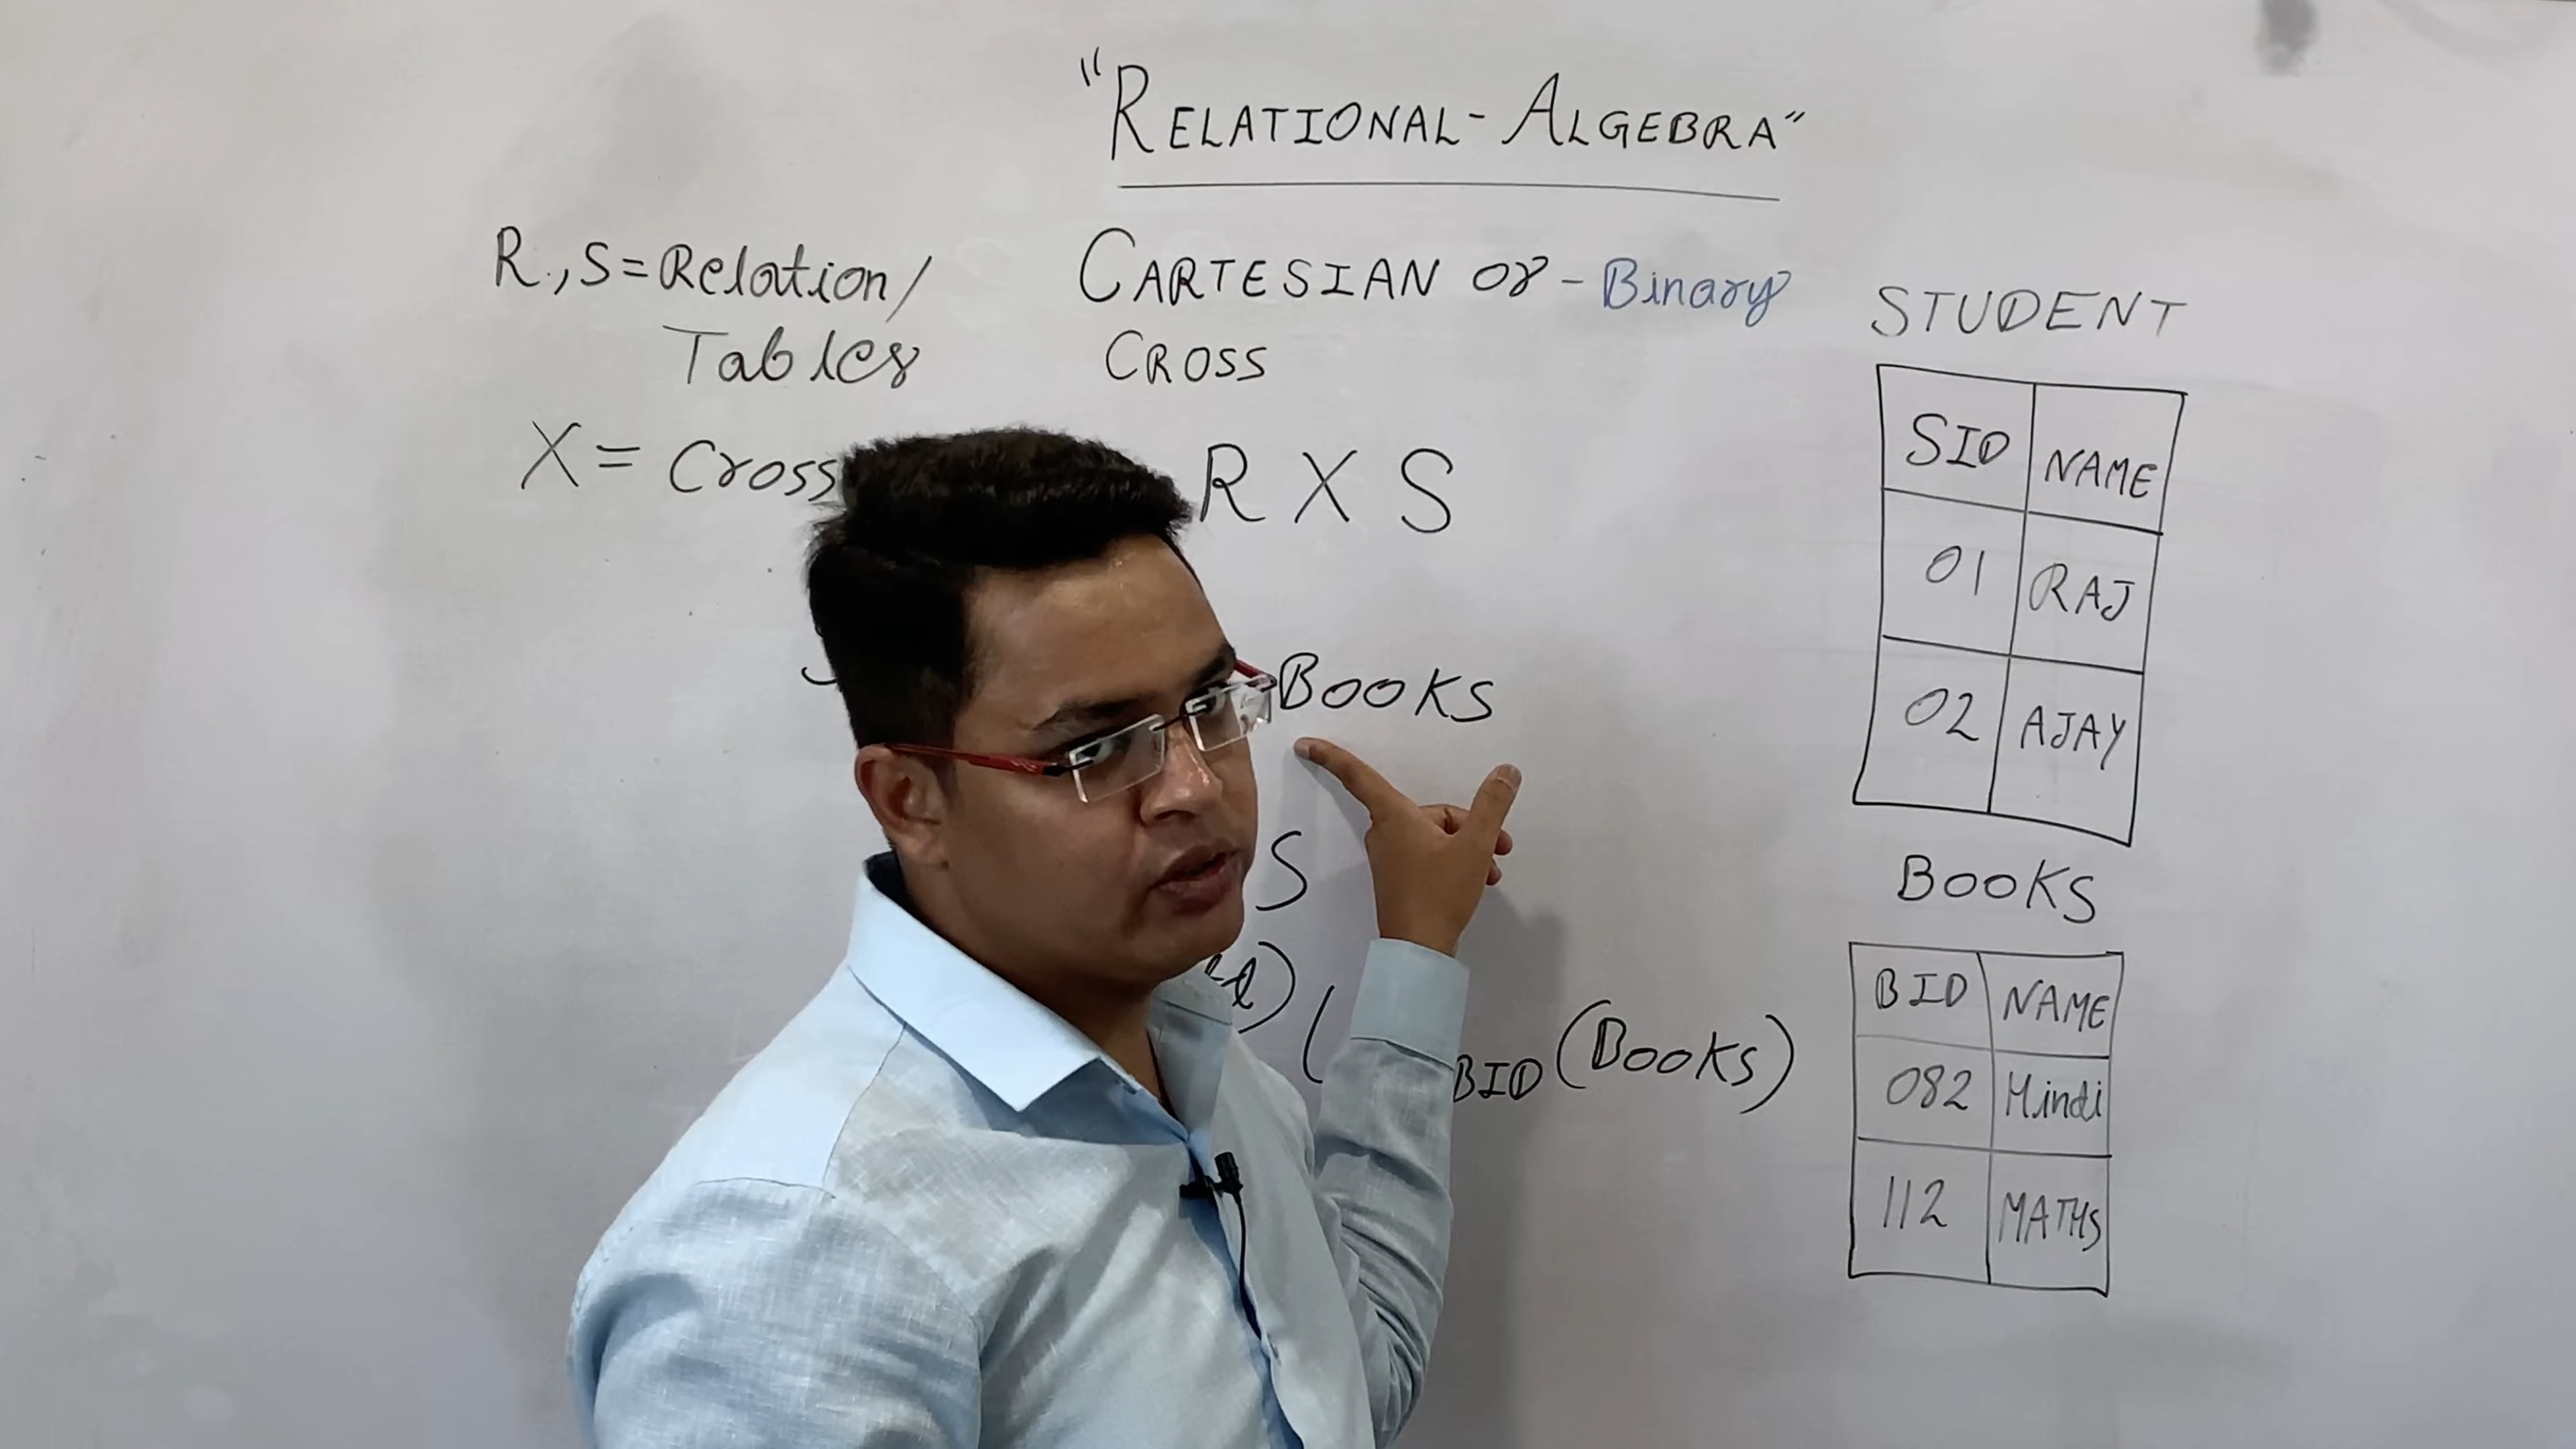 "RELATIONAL-ALGEBRA"
R,S=Relation/
Tables
CARTESIAN or - Binary
CROSS
X= Cross
R X S
BOOKS
S
(
BID (BOOKS)
STUDENT
SID NAME
01 RAJ
02 AJAY
BOOKS
BID NAME
082 Hindi
112 MATHS